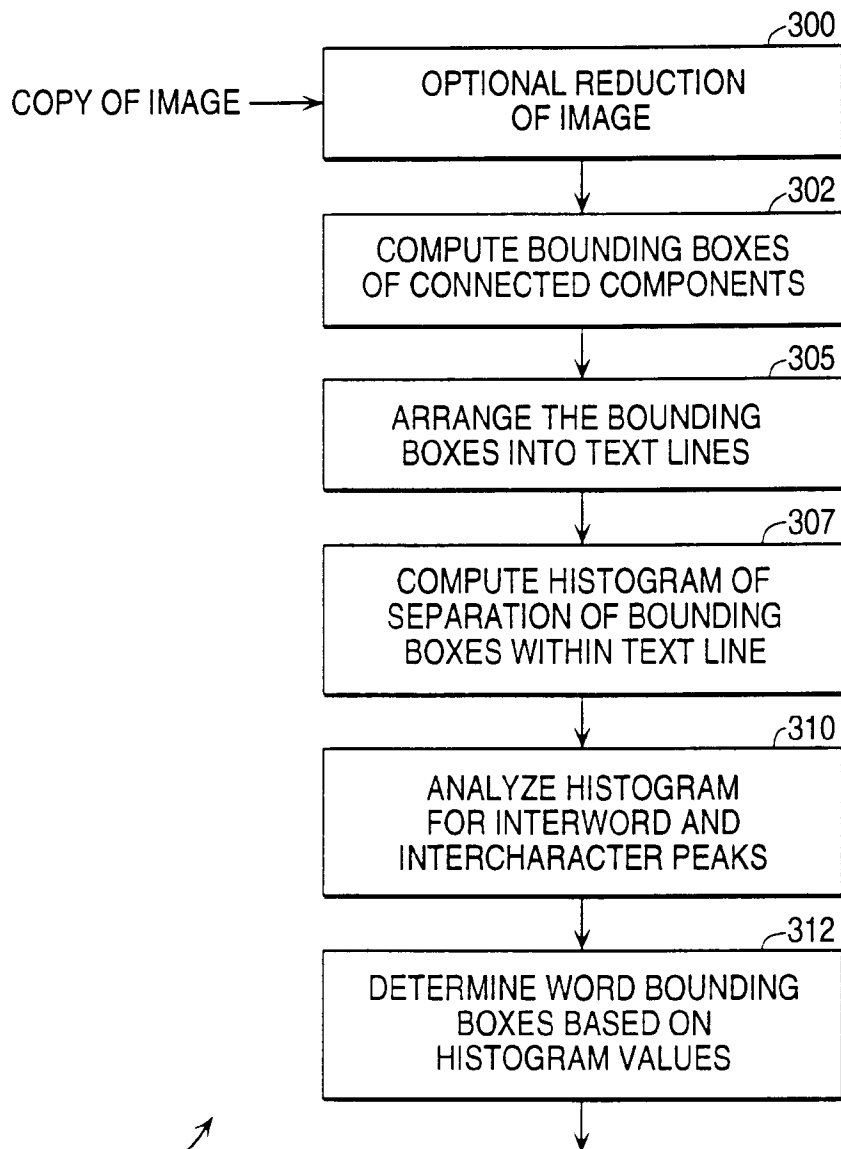 300
COPY OF IMAGE
OPTIONAL REDUCTION
OF IMAGE
302
COMPUTE BOUNDING BOXES
OF CONNECTED COMPONENTS
305
ARRANGE THE BOUNDING
BOXES INTO TEXT LINES
307
COMPUTE HISTOGRAM OF
SEPARATION OF BOUNDING
BOXES WITHIN TEXT LINE
310
ANALYZE HISTOGRAM
FOR INTERWORD AND
INTERCHARACTER PEAKS
312
DETERMINE WORD BOUNDING
BOXES BASED ON
HISTOGRAM VALUES